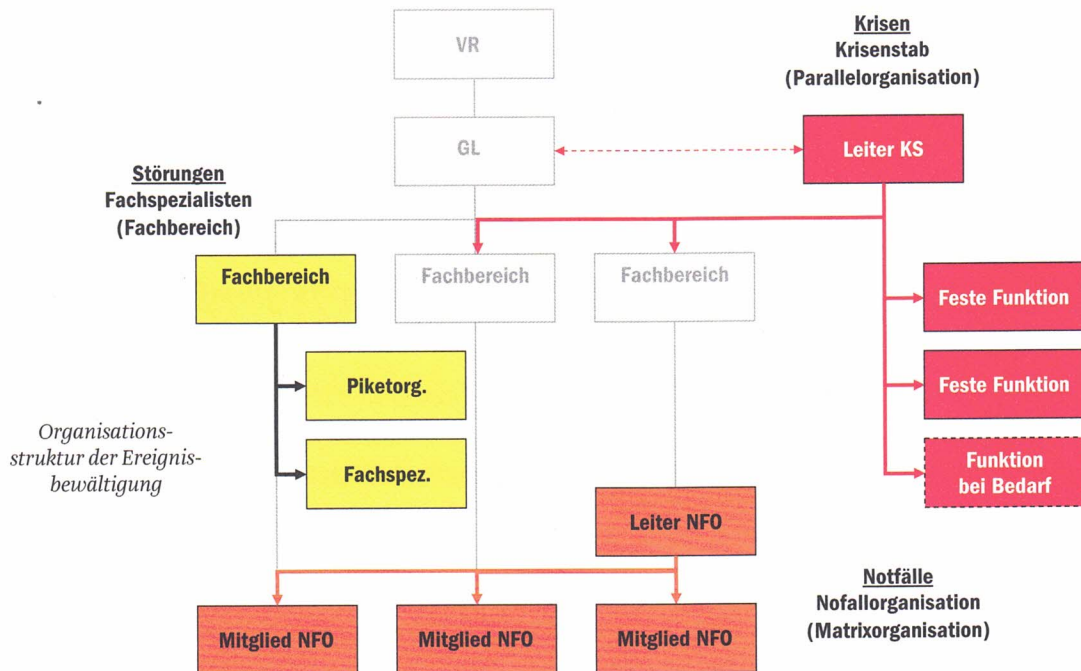 VR
Krisen
Krisenstab
(Parallelorganisation)
GL
Leiter KS
Störungen
Fachspezialisten
(Fachbereich)
Fachbereich
Fachbereich
Fachbereich
Feste Funktion
Piketorg.
Feste Funktion
Organisations-
struktur der Ereignis-
bewältigung
Fachspez.
Funktion
bei Bedarf
Leiter NFO
Notfälle
Nofallorganisation
(Matrixorganisation)
Mitglied NFO
Mitglied NFO
Mitglied NFO